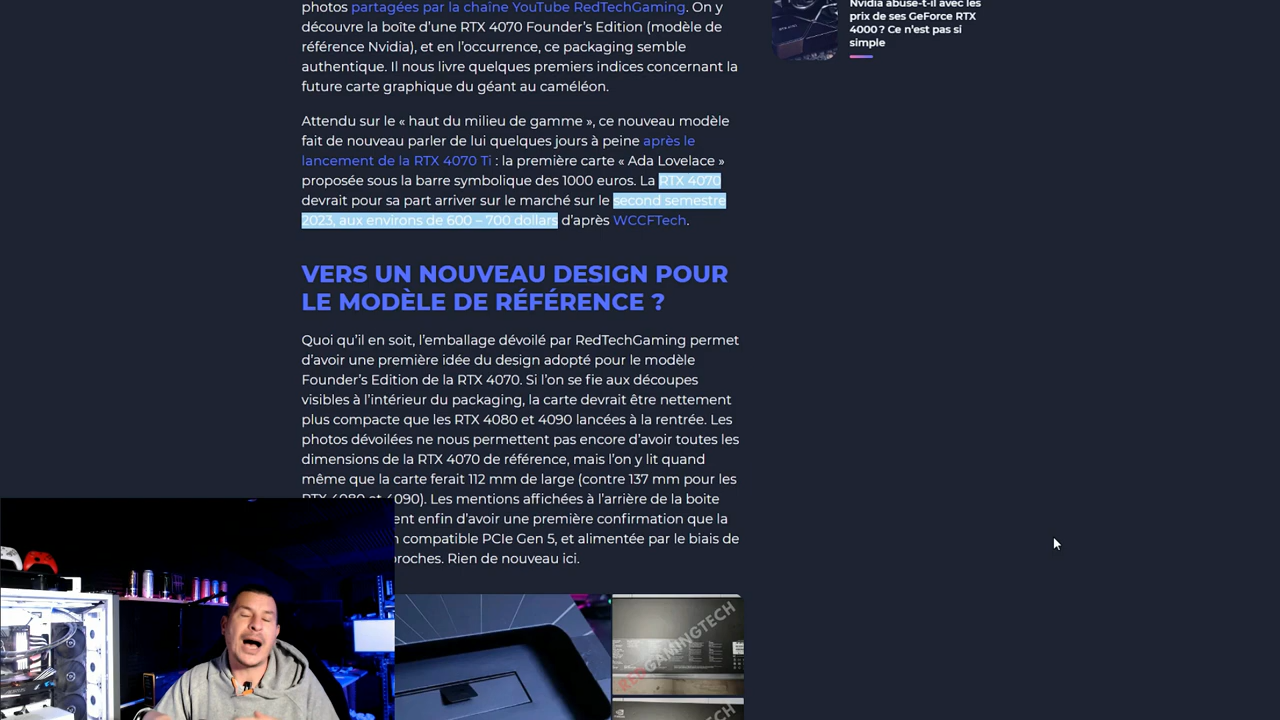 photos partagées par la chaîne YouTube RedTechGaming. On y
découvre la boîte d'une RTX 4070 Founder's Edition (modèle de
référence Nvidia), et en l'occurrence, ce packaging semble
authentique. Il nous livre quelques premiers indices concernant la
future carte graphique du géant au caméléon.
Attendu sur le « haut du milieu de gamme », ce nouveau modèle
fait de nouveau parler de lui quelques jours à peine après le
lancement de la RTX 4070 Ti : la première carte « Ada Lovelace »
proposée sous la barre symbolique des 1000 euros. La RTX 4070
devrait pour sa part arriver sur le marché sur le second semestre
2023, aux environs de 600 – 700 dollars d'après WCCFTech.
VERS UN NOUVEAU DESIGN POUR
LE MODÈLE DE RÉFÉRENCE ?
Quoi qu'il en soit, l'emballage dévoilé par RedTechGaming permet
d'avoir une première idée du design adopté pour le modèle
Founder's Edition de la RTX 4070. Si l'on se fie aux découpes
visibles à l'intérieur du packaging, la carte devrait être nettement
plus compacte que les RTX 4080 et 4090 lancées à la rentrée. Les
photos dévoilées ne nous permettent pas encore d'avoir toutes les
dimensions de la RTX 4070 de référence, mais l'on y lit quand
même que la carte ferait 112 mm de large (contre 137 mm pour les
RTX 4080 et 4090). Les mentions affichées à l'arrière de la boite
ent enfin d'avoir une première confirmation que la
compatible PCIe Gen 5, et alimentée par le biais de
broches. Rien de nouveau ici.
Nvidia abuse-t-il avec les
prix de ses GeForce RTX
4000 ? Ce n'est pas si
simple
RED GAMINGTECH
GAMINGTECH